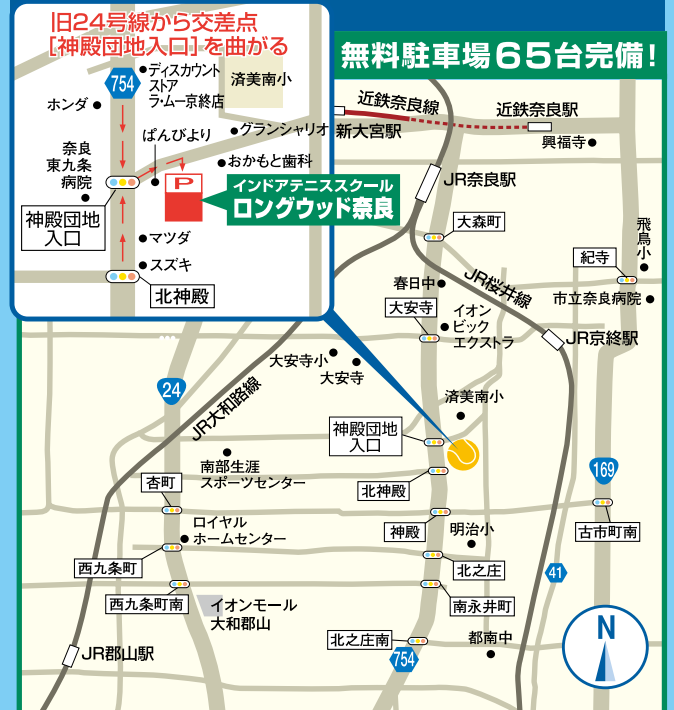 旧24号線から交差点
[神殿団地入口]を曲がる
無料駐車場65台完備!
754
ディスカウント
ストア
ラ・ムー京終店
済美南小
ホンダ
ぱんびより
グランシャリオ
奈良
東九条
病院
おかもと歯科
P
インドアテニススクール
ロングウッド奈良
神殿団地
入口
マツダ
スズキ
北神殿
近鉄奈良線
近鉄奈良駅
新大宮駅
興福寺
JR奈良駅
大森町
飛鳥小
紀寺
春日中
JR桜井線
市立奈良病院
大安寺
イオン
ビック
エクストラ
JR京終駅
大安寺小
大安寺
24
JR大和路線
済美南小
神殿団地
入口
南部生涯
スポーツセンター
杏町
北神殿
169
ロイヤル
ホームセンター
神殿
明治小
古市町南
西九条町
北之庄
41
西九条町南
イオンモール
大和郡山
南永井町
JR郡山駅
北之庄南
都南中
754
N